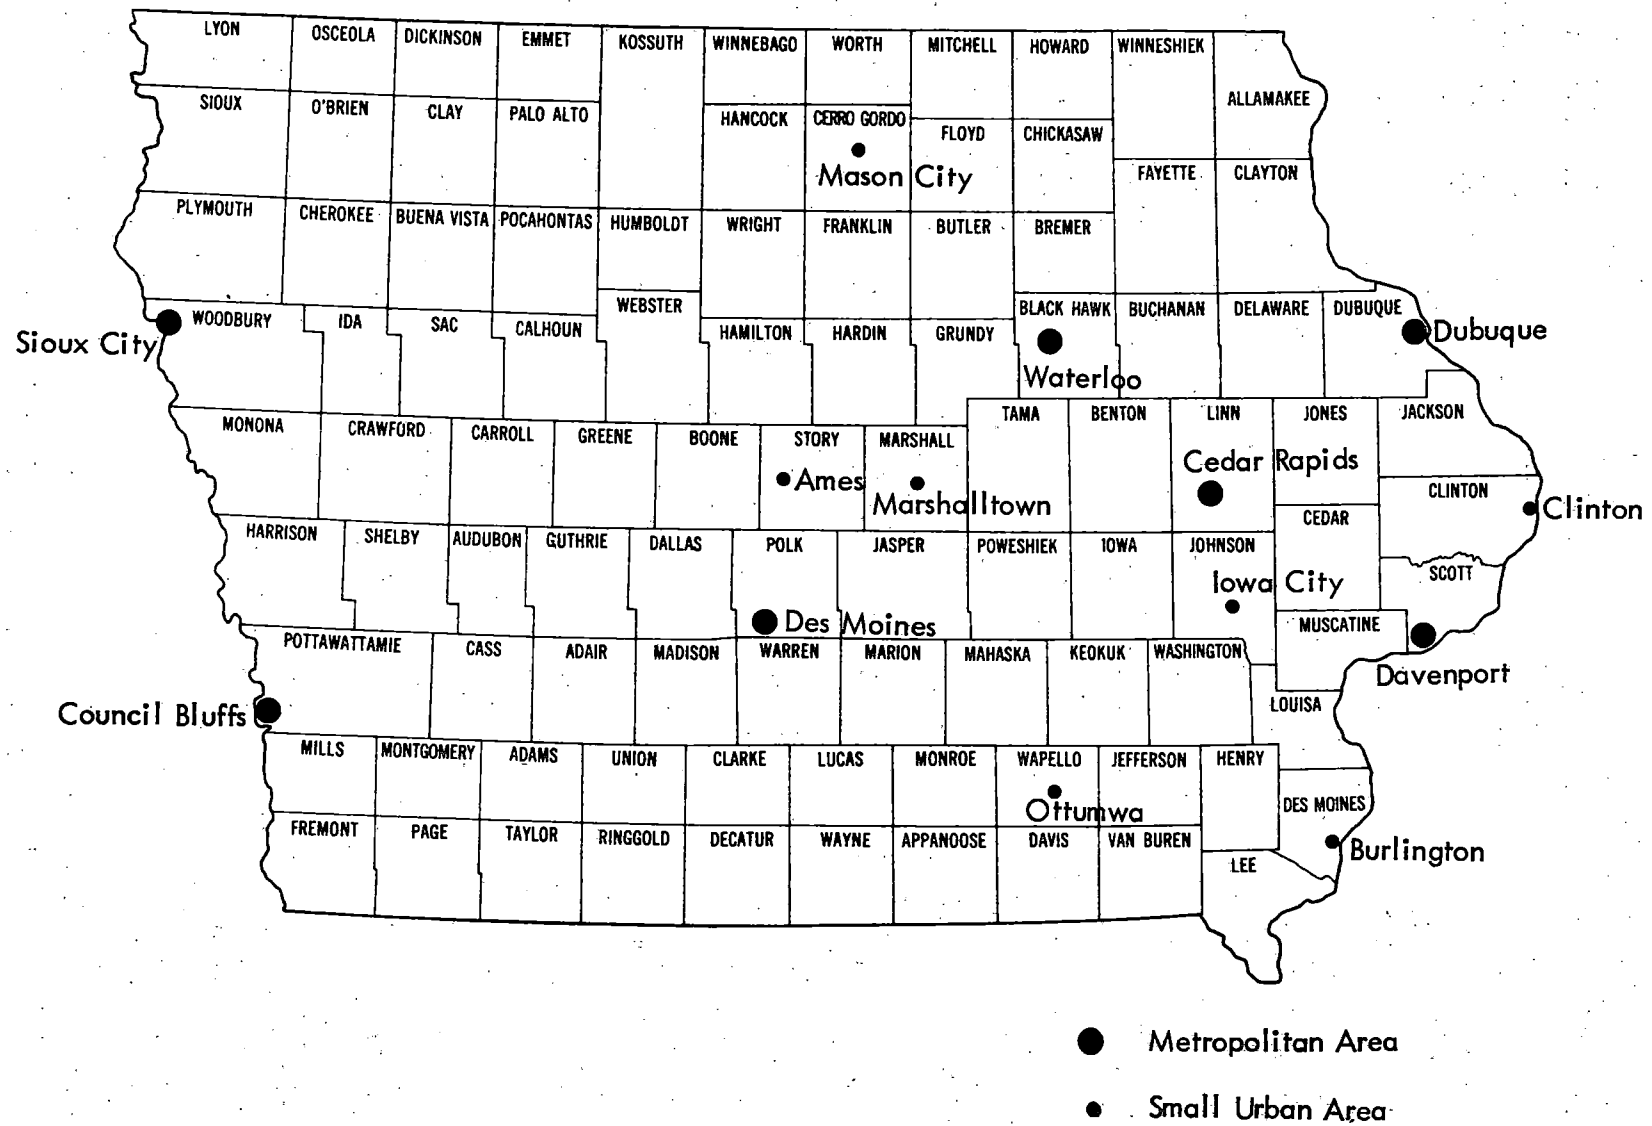 LYON OSCEOLA DICKINSON EMMET KOSSUTH WINNEBAGO WORTH MITCHELL HOWARD WINNESHIEK
ALLAMAKEE
SIOUX O'BRIEN CLAY PALO ALTO HANCOCK CERRO GORDO FLOYD CHICKASAW
Mason City
FAYETTE CLAYTON
PLYMOUTH CHEROKEE BUENA VISTA POCAHONTAS HUMBOLDT WRIGHT FRANKLIN BUTLER BREMER
WOODBURY IDA SAC CALHOUN WEBSTER HAMILTON HARDIN GRUNDY BLACK HAWK BUCHANAN DELAWARE DUBUQUE
Sioux City
Dubuque
Waterloo
MONONA CRAWFORD CARROLL GREENE BOONE STORY MARSHALL TAMA BENTON LINN JONES JACKSON
Cedar Rapids
Ames
Marshalltown
CLINTON
Clinton
CEDAR
HARRISON SHELBY AUDUBON GUTHRIE DALLAS POLK JASPER POWESHIEK IOWA JOHNSON
SCOTT
Iowa City
Des Moines
MUSCATINE
POTTAWATTAMIE CASS ADAIR MADISON WARREN MARION MAHASKA KEOKUK WASHINGTON
Davenport
LOUISA
Council Bluffs
MILLS MONTGOMERY ADAMS UNION CLARKE LUCAS MONROE WAPELLO JEFFERSON HENRY
Ottumwa
DES MOINES
FREMONT PAGE TAYLOR RINGGOLD DECATUR WAYNE APPANOOSE DAVIS VAN BUREN
Burlington
LEE
Metropolitan Area
Small Urban Area